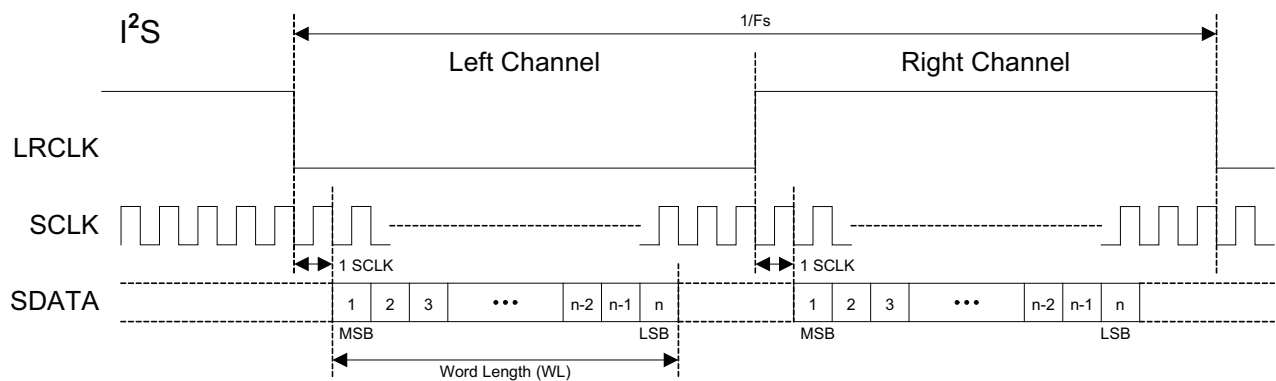 I²S
1/Fs
Left Channel Right Channel
LRCLK
SCLK
1 SCLK 1 SCLK
SDATA 1 2 3 ••• n-2 n-1 n 1 2 3 ••• n-2 n-1 n
MSB LSB MSB LSB
Word Length (WL)